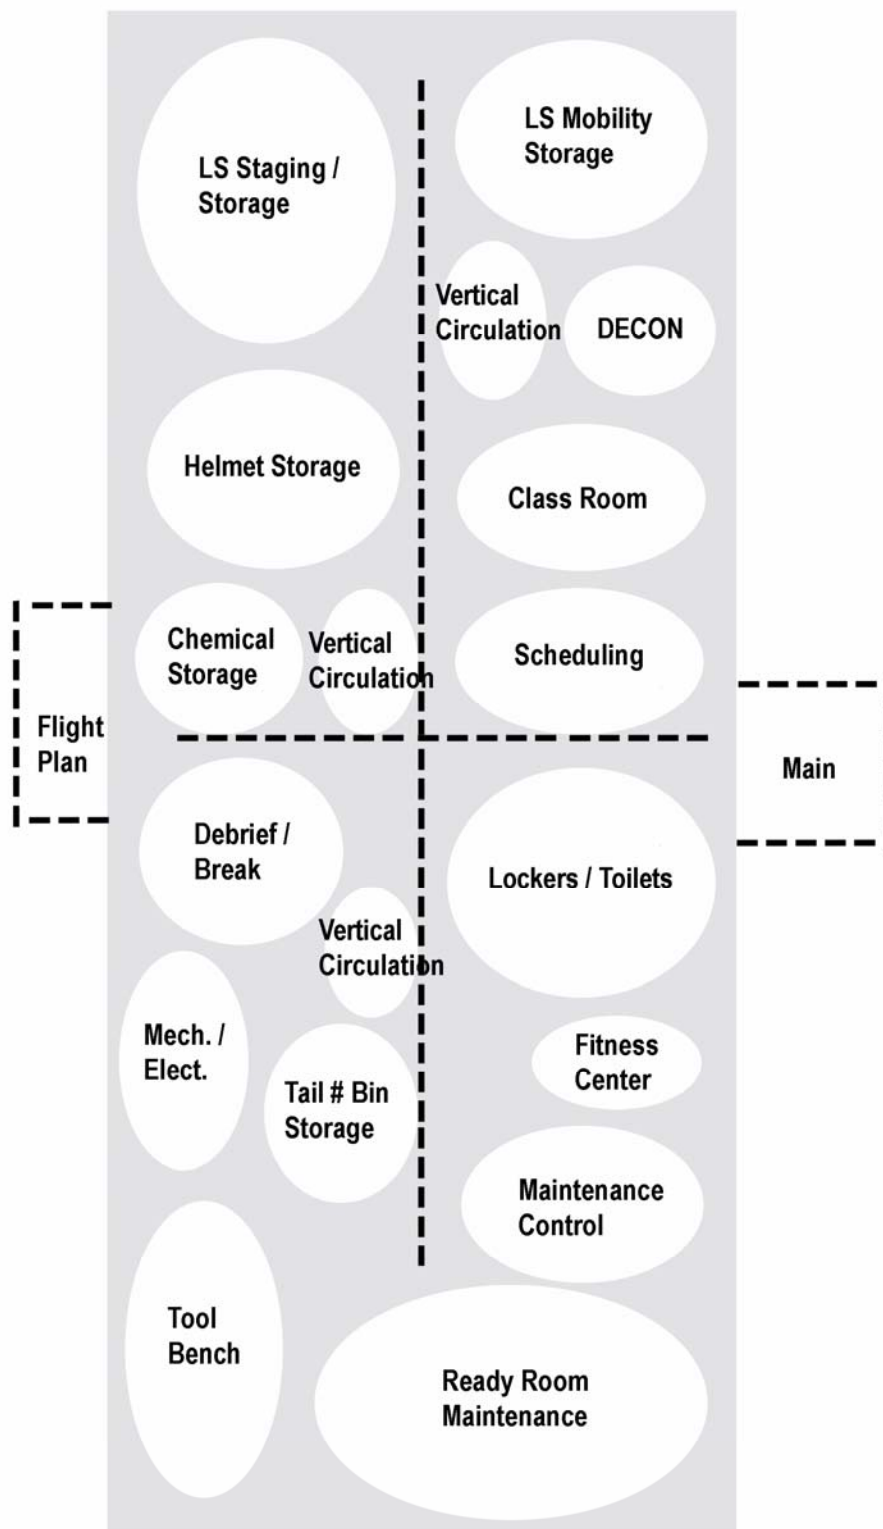 LS Staging /
Storage
LS Mobility
Storage
Vertical
Circulation
DECON
Helmet Storage
Class Room
Chemical
Storage
Vertical
Circulation
Scheduling
Flight
Plan
Main
Debrief /
Break
Lockers / Toilets
Vertical
Circulation
Mech. /
Elect.
Tail # Bin
Storage
Fitness
Center
Maintenance
Control
Tool
Bench
Ready Room
Maintenance